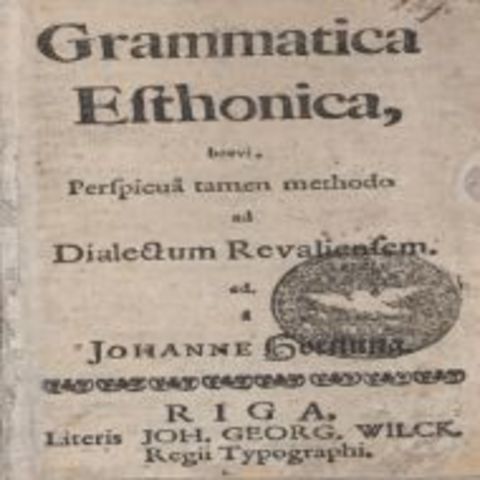 Grammatica
Eſthonica,
brevi,
Perſpicuâ tamen methodo
ad
Dialectum Revalienſem.
ed.
à
JOHANNE
RIGA,
Literis JOH. GEORG. WILCK.
Regii Typographi.